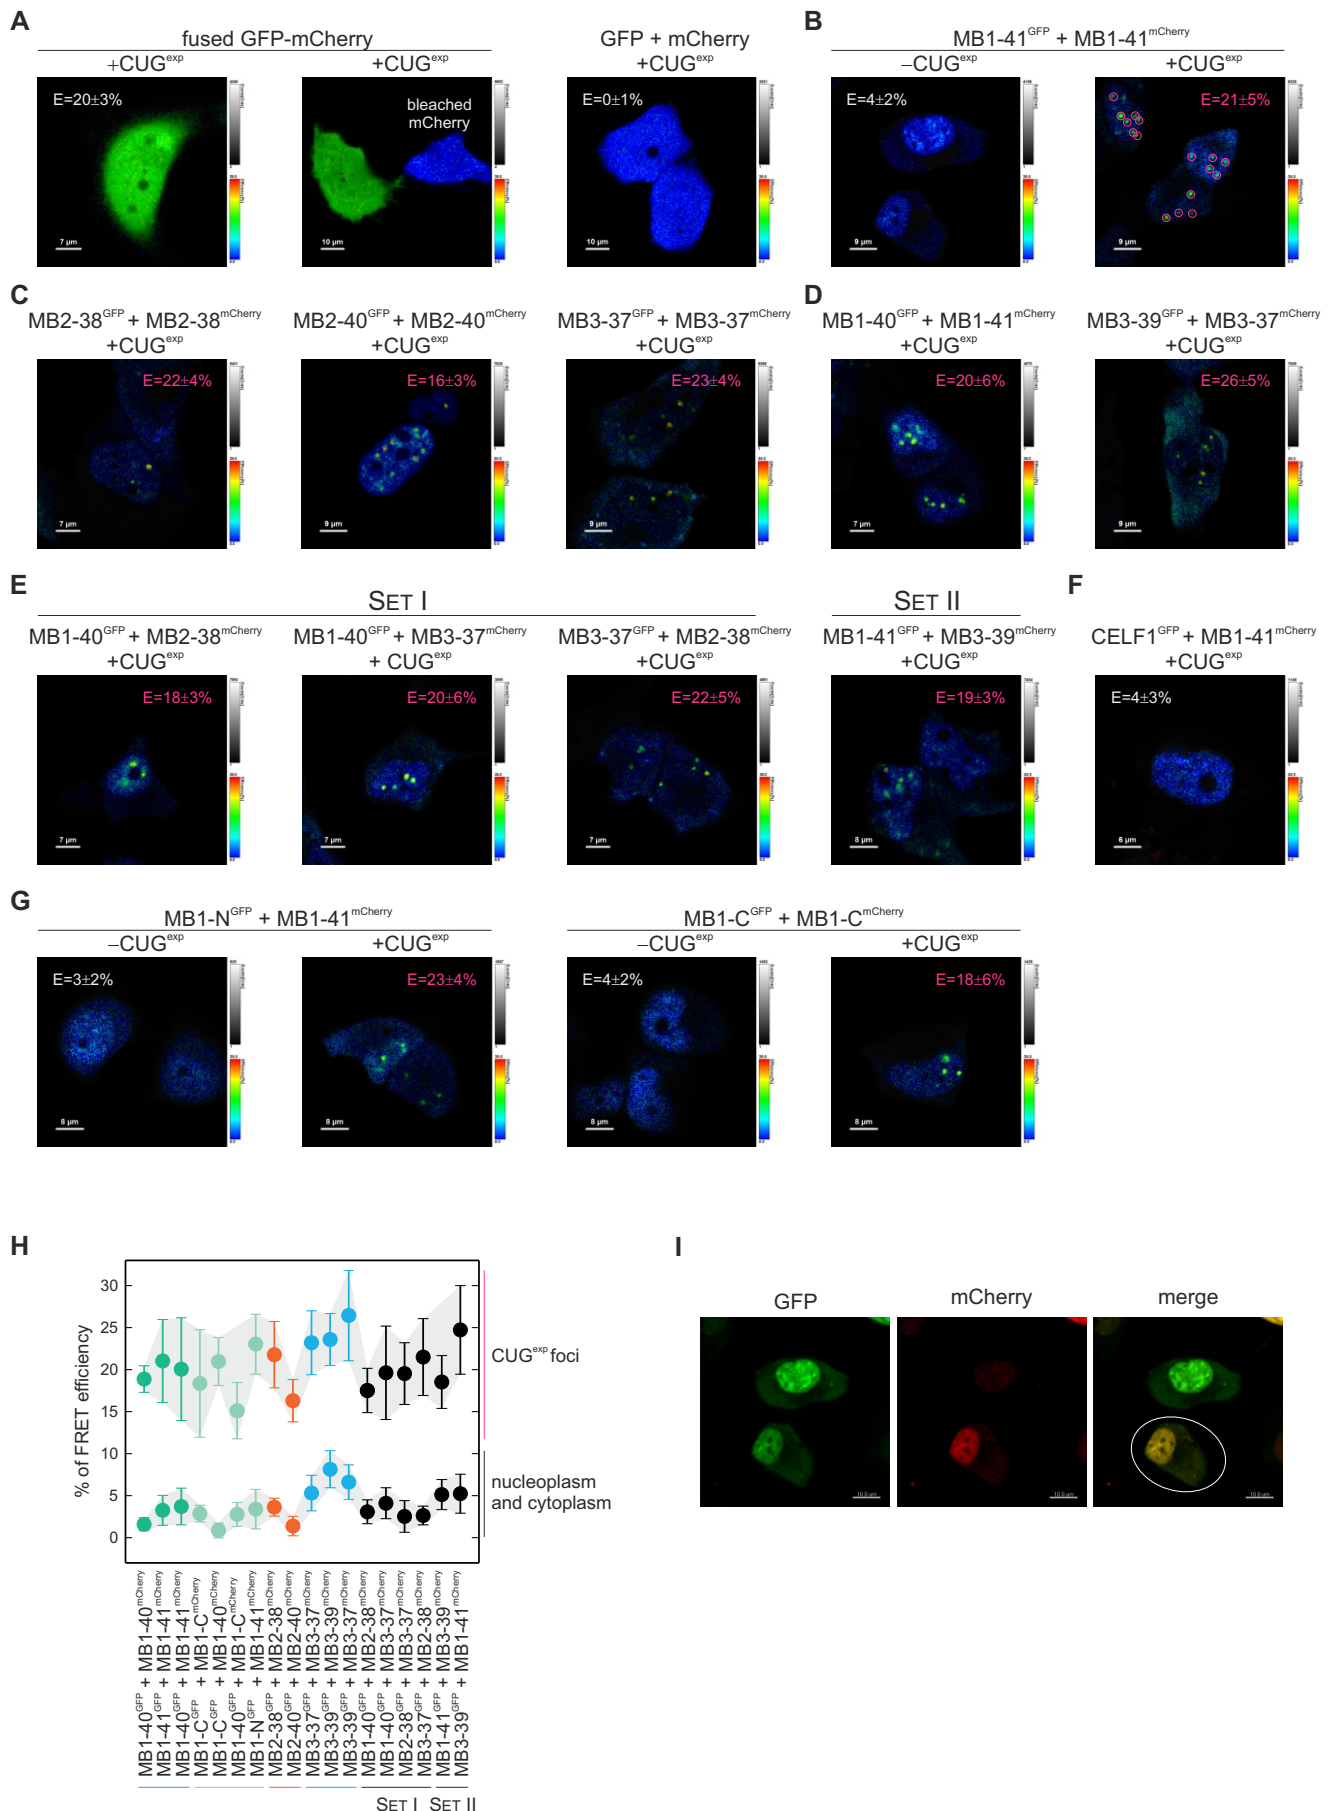 A
fused GFP-mCherry
+CUGexp
+CUGexp
GFP + mCherry
+CUGexp
E=20±3%
bleached
mCherry
E=0±1%
7 µm
10 µm
10 µm
B
MB1-41GFP + MB1-41mCherry
–CUGexp
+CUGexp
E=4±2%
E=21±5%
9 µm
9 µm
C
MB2-38GFP + MB2-38mCherry
+CUGexp
MB2-40GFP + MB2-40mCherry
+CUGexp
MB3-37GFP + MB3-37mCherry
+CUGexp
E=22±4%
E=16±3%
E=23±4%
7 µm
9 µm
9 µm
D
MB1-40GFP + MB1-41mCherry
+CUGexp
MB3-39GFP + MB3-37mCherry
+CUGexp
E=20±6%
E=26±5%
7 µm
9 µm
E
SET I
MB1-40GFP + MB2-38mCherry
+CUGexp
MB1-40GFP + MB3-37mCherry
+ CUGexp
MB3-37GFP + MB2-38mCherry
+CUGexp
E=18±3%
E=20±6%
E=22±5%
7 µm
7 µm
7 µm
SET II
MB1-41GFP + MB3-39mCherry
+CUGexp
E=19±3%
8 µm
F
CELF1GFP + MB1-41mCherry
+CUGexp
E=4±3%
6 µm
G
MB1-NGFP + MB1-41mCherry
–CUGexp
+CUGexp
E=3±2%
E=23±4%
8 µm
8 µm
MB1-CGFP + MB1-CmCherry
–CUGexp
+CUGexp
E=4±2%
E=18±6%
8 µm
8 µm
H
% of FRET efficiency
30
25
20
15
10
5
0
CUGexp foci
nucleoplasm
and cytoplasm
MB1-40GFP + MB1-40mCherry
MB1-41GFP + MB1-41mCherry
MB1-40GFP + MB1-41mCherry
MB1-CGFP + MB1-CmCherry
MB1-CGFP + MB1-40mCherry
MB1-40GFP + MB1-CmCherry
MB1-NGFP + MB1-41mCherry
MB2-38GFP + MB2-38mCherry
MB2-40GFP + MB2-40mCherry
MB3-37GFP + MB3-37mCherry
MB3-39GFP + MB3-39mCherry
MB3-39GFP + MB3-37mCherry
MB1-40GFP + MB2-38mCherry
MB1-40GFP + MB3-37mCherry
MB2-38GFP + MB3-37mCherry
MB3-37GFP + MB2-38mCherry
MB1-41GFP + MB3-39mCherry
MB3-39GFP + MB1-41mCherry
SET I
SET II
I
GFP
mCherry
merge
10.0 µm
10.0 µm
10.0 µm